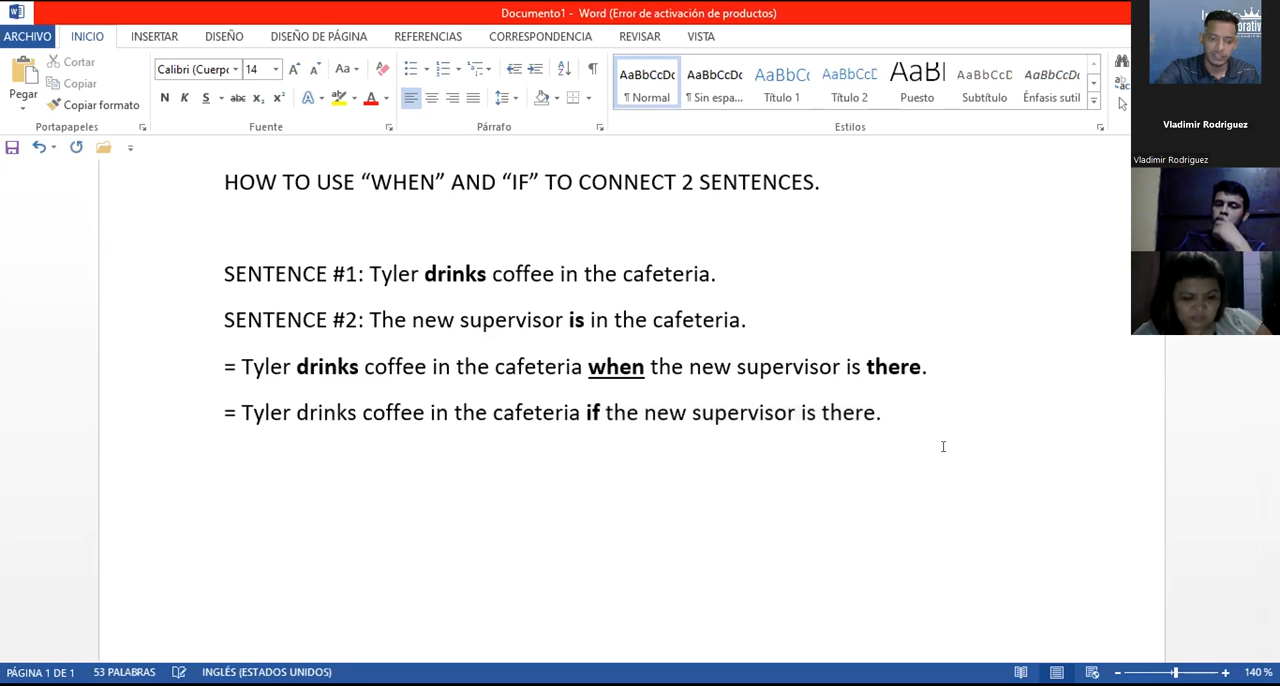 Documento1 - Word (Error de activación de productos)
ARCHIVO INICIO INSERTAR DISEÑO DISEÑO DE PÁGINA REFERENCIAS CORRESPONDENCIA REVISAR VISTA
Pegar
Cortar
Copiar
Copiar formato
Portapapeles
Calibri (Cuerp 14
Aa
N K S abc x₂ x² A A
Fuente
Párrafo
AaBbCcDc AaBbCcDc AaBbCc AaBbCcC AaBl AaBbCcD AaBbCcDc
¶ Normal ¶ Sin espa... Título 1 Título 2 Puesto Subtítulo Énfasis sutil
Estilos
Vladimir Rodriguez
Vladimir Rodriguez
HOW TO USE “WHEN” AND “IF” TO CONNECT 2 SENTENCES.
SENTENCE #1: Tyler drinks coffee in the cafeteria.
SENTENCE #2: The new supervisor is in the cafeteria.
= Tyler drinks coffee in the cafeteria when the new supervisor is there.
= Tyler drinks coffee in the cafeteria if the new supervisor is there.
PÁGINA 1 DE 1 53 PALABRAS INGLÉS (ESTADOS UNIDOS) 140 %